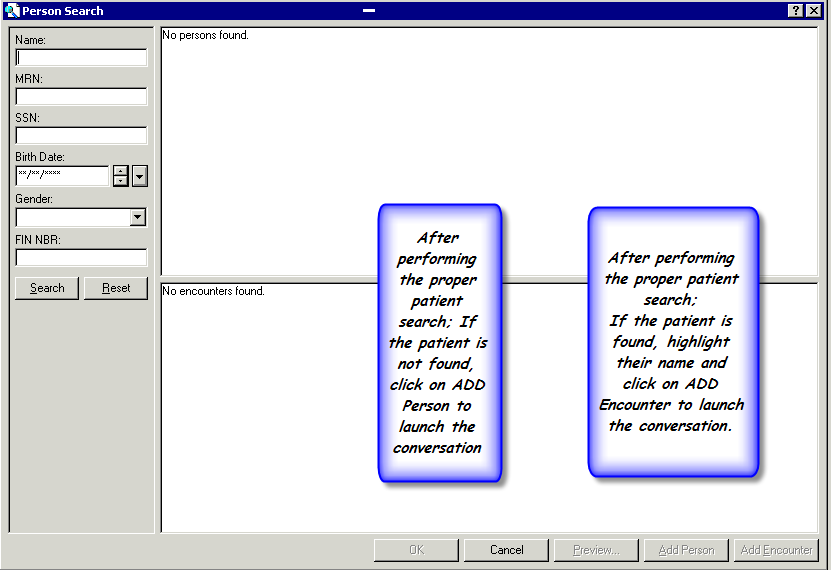 Person Search
Name:
MRN:
SSN:
Birth Date:
**/**/****
Gender:
FIN NBR:
Search Reset
No persons found.
No encounters found.
After
performing
the proper
patient
search; If
the patient is
not found,
click on ADD
Person to
launch the
conversation
After performing
the proper patient
search;
If the patient is
found, highlight
their name and
click on ADD
Encounter to launch
the conversation.
OK Cancel Preview... Add Person Add Encounter